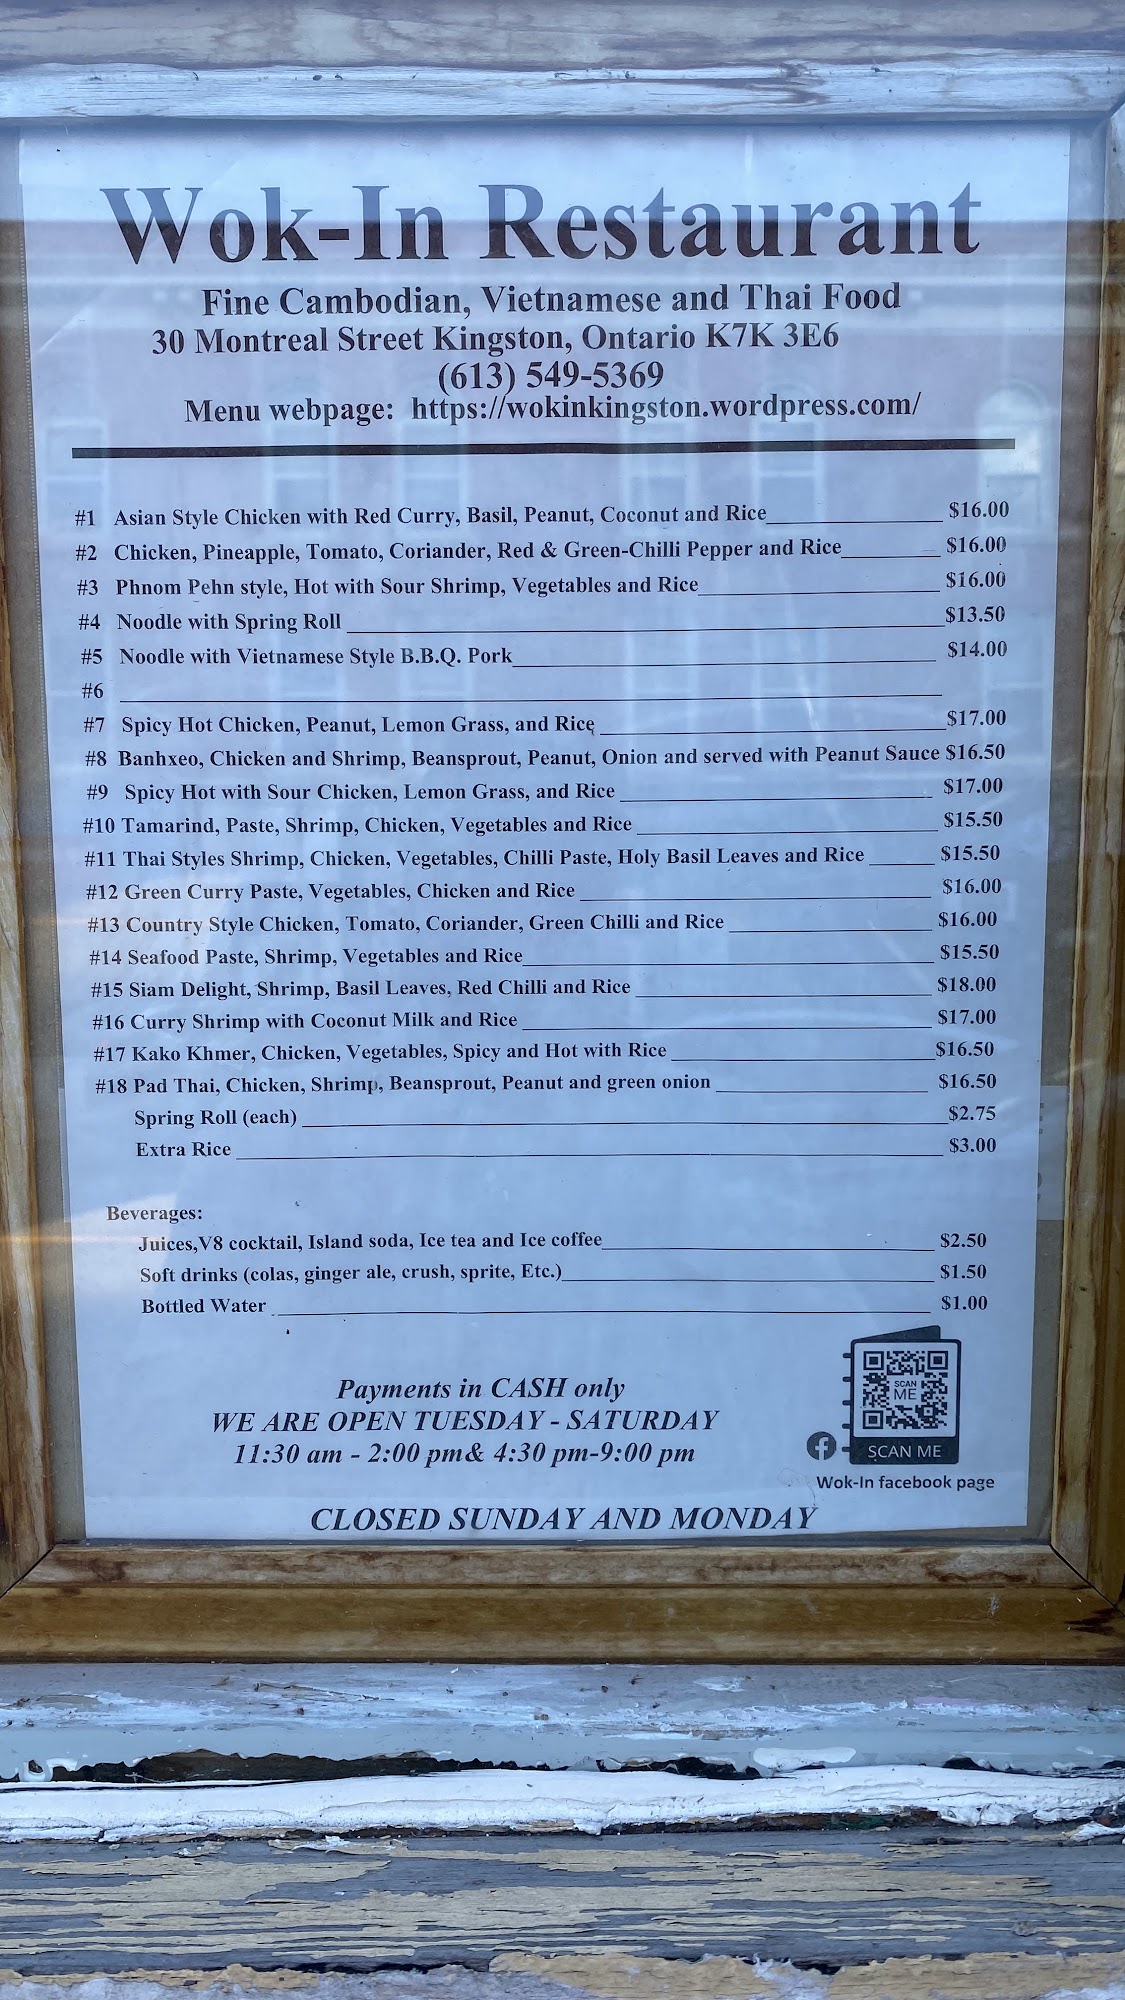 Wok-In Restaurant
Fine Cambodian, Vietnamese and Thai Food
30 Montreal Street Kingston, Ontario K7K 3E6
(613) 549-5369
Menu webpage: https://wokinkingston.wordpress.com/
#1 Asian Style Chicken with Red Curry, Basil, Peanut, Coconut and Rice $16.00
#2 Chicken, Pineapple, Tomato, Coriander, Red & Green-Chilli Pepper and Rice $16.00
#3 Phnom Pehn style, Hot with Sour Shrimp, Vegetables and Rice $16.00
#4 Noodle with Spring Roll $13.50
#5 Noodle with Vietnamese Style B.B.Q. Pork $14.00
#6
#7 Spicy Hot Chicken, Peanut, Lemon Grass, and Rice $17.00
#8 Banhxeo, Chicken and Shrimp, Beansprout, Peanut, Onion and served with Peanut Sauce $16.50
#9 Spicy Hot with Sour Chicken, Lemon Grass, and Rice $17.00
#10 Tamarind, Paste, Shrimp, Chicken, Vegetables and Rice $15.50
#11 Thai Styles Shrimp, Chicken, Vegetables, Chilli Paste, Holy Basil Leaves and Rice $15.50
#12 Green Curry Paste, Vegetables, Chicken and Rice $16.00
#13 Country Style Chicken, Tomato, Coriander, Green Chilli and Rice $16.00
#14 Seafood Paste, Shrimp, Vegetables and Rice $15.50
#15 Siam Delight, Shrimp, Basil Leaves, Red Chilli and Rice $18.00
#16 Curry Shrimp with Coconut Milk and Rice $17.00
#17 Kako Khmer, Chicken, Vegetables, Spicy and Hot with Rice $16.50
#18 Pad Thai, Chicken, Shrimp, Beansprout, Peanut and green onion $16.50
Spring Roll (each) $2.75
Extra Rice $3.00
Beverages:
Juices,V8 cocktail, Island soda, Ice tea and Ice coffee $2.50
Soft drinks (colas, ginger ale, crush, sprite, Etc.) $1.50
Bottled Water $1.00
Payments in CASH only
WE ARE OPEN TUESDAY - SATURDAY
11:30 am - 2:00 pm& 4:30 pm-9:00 pm
SCAN
ME
SCAN ME
Wok-In facebook page
CLOSED SUNDAY AND MONDAY